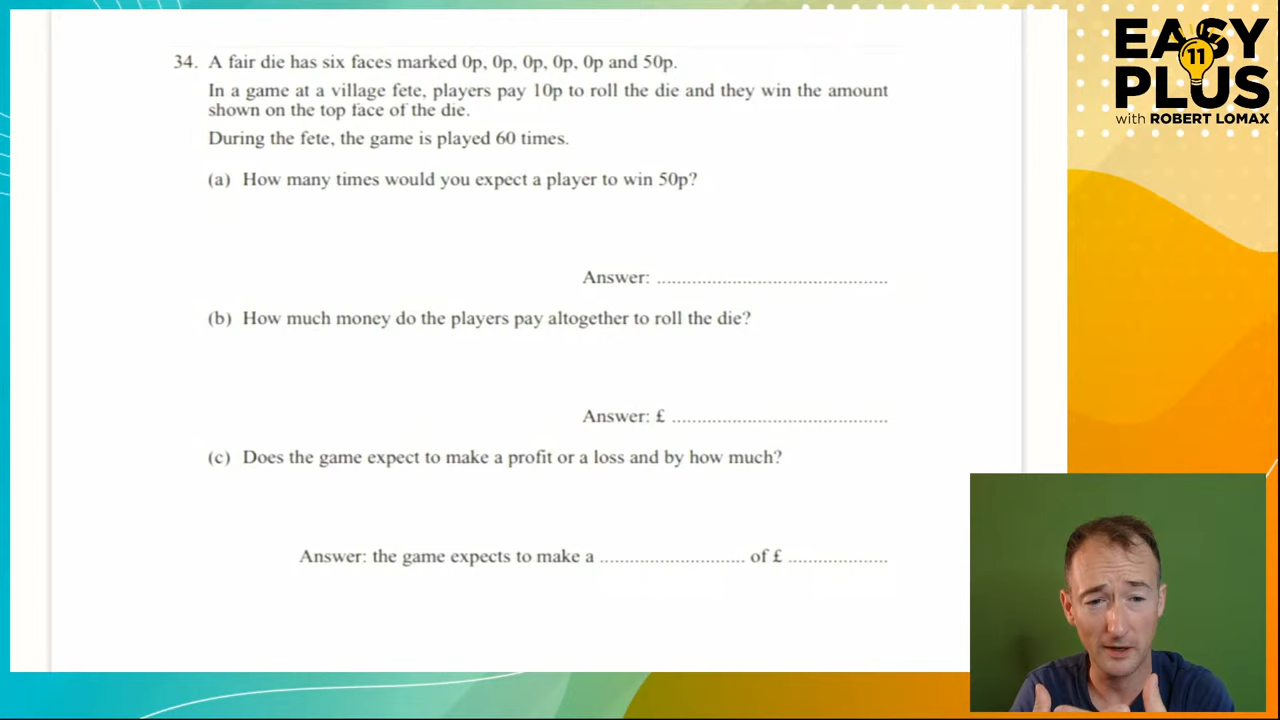 34. A fair die has six faces marked 0p, 0p, 0p, 0p, 0p and 50p.
In a game at a village fete, players pay 10p to roll the die and they win the amount
shown on the top face of the die.
During the fete, the game is played 60 times.
(a) How many times would you expect a player to win 50p?
Answer: ............................................
(b) How much money do the players pay altogether to roll the die?
Answer: £ .........................................
(c) Does the game expect to make a profit or a loss and by how much?
Answer: the game expects to make a ............................ of £ ...................
EASY
11
PLUS
with ROBERT LOMAX